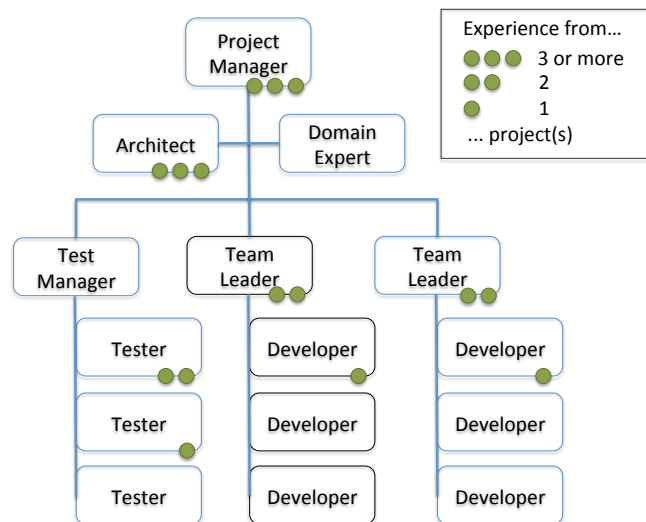 Project
Manager
Experience from…
3 or more
2
1
... project(s)
Architect
Domain
Expert
Test
Manager
Team
Leader
Team
Leader
Tester
Developer
Developer
Tester
Developer
Developer
Tester
Developer
Developer